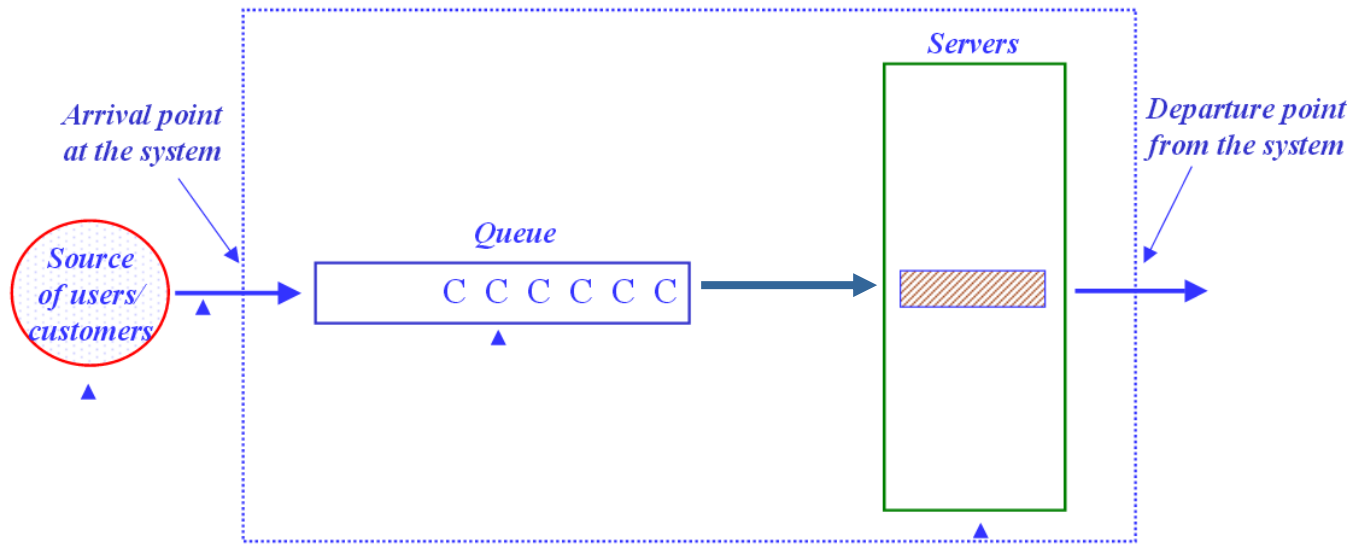 Servers
Arrival point
at the system
Departure point
from the system
Queue
Source
of users/
customers
C C C C C C